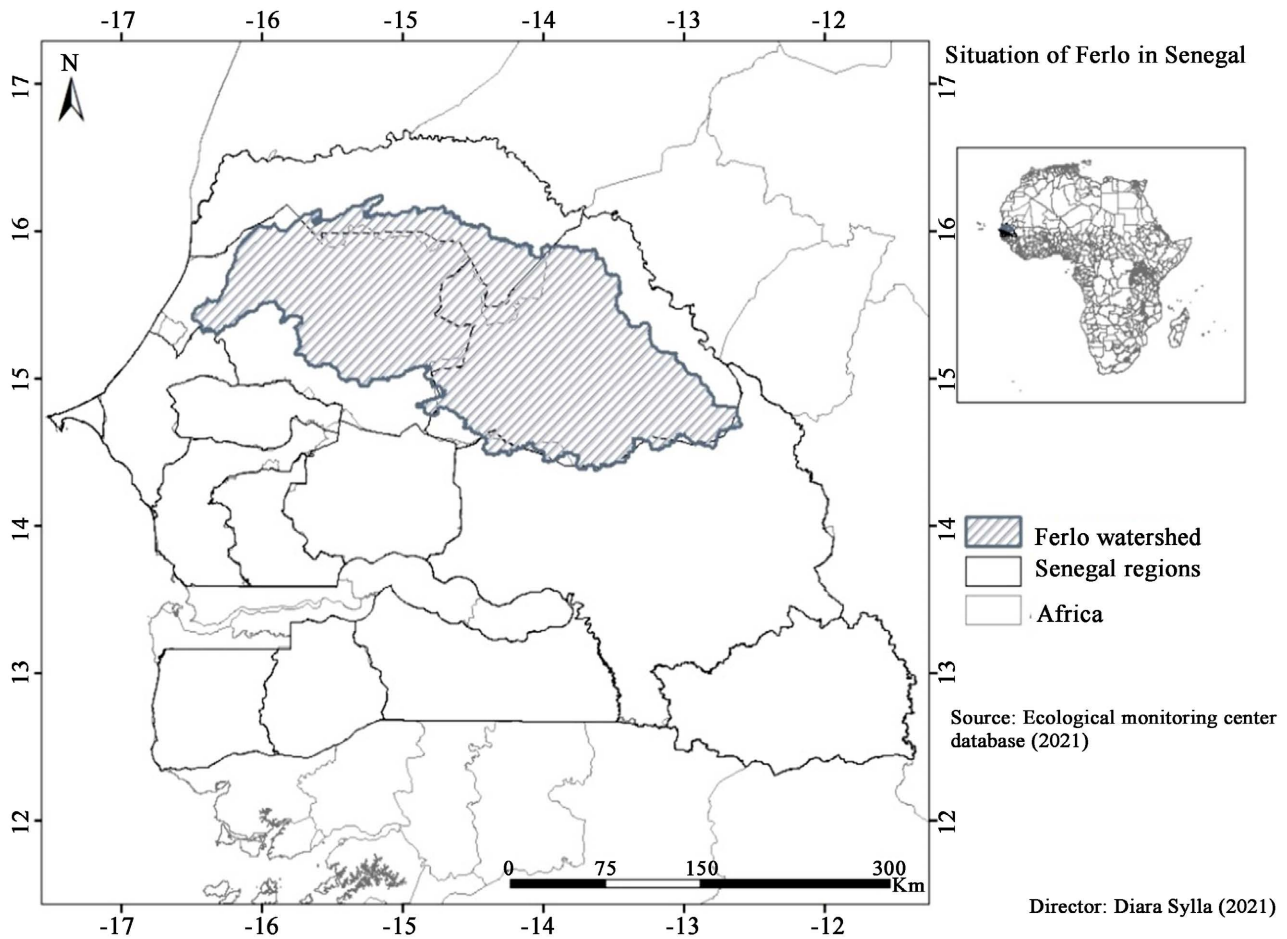 -17 -16 -15 -14 -13 -12
Situation of Ferlo in Senegal
N
17 17
16 16
15 15
14 14
Ferlo watershed
Senegal regions
Africa
13 13
Source: Ecological monitoring center
database (2021)
12 12
0 75 150 300
Km
Director: Diara Sylla (2021)
-17 -16 -15 -14 -13 -12